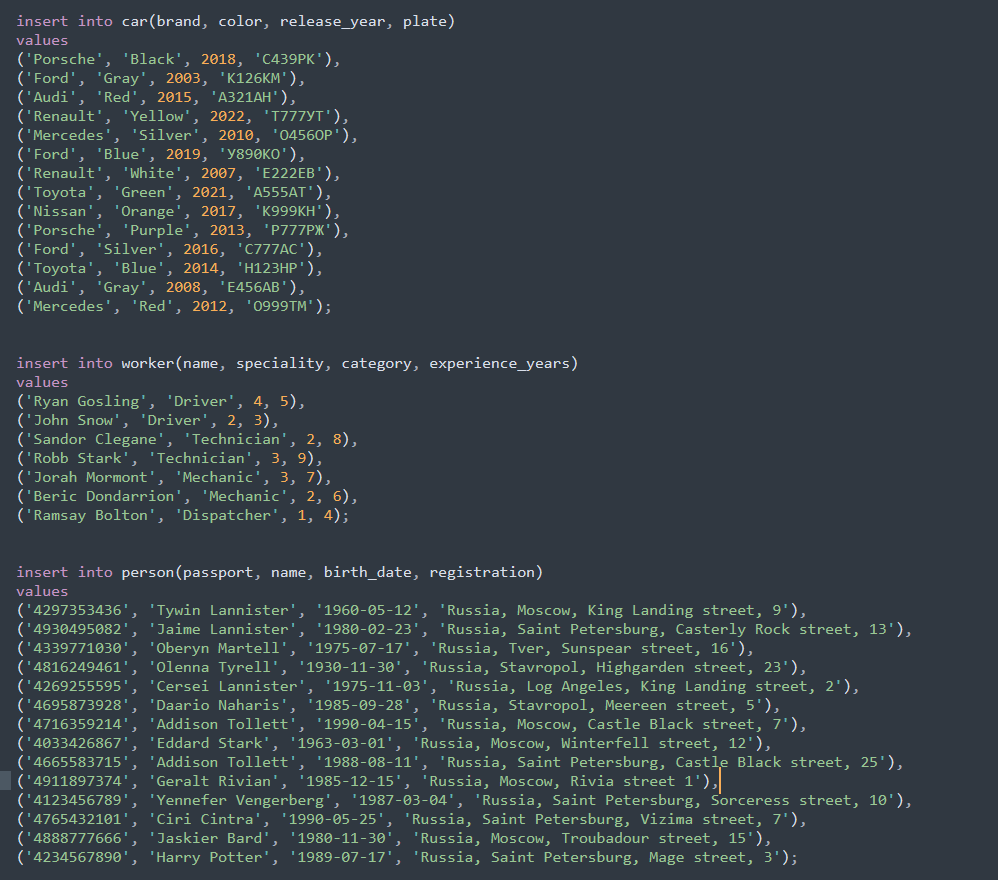 insert into car(brand, color, release_year, plate)
values
('Porsche', 'Black', 2018, 'С439РК'),
('Ford', 'Gray', 2003, 'К126КМ'),
('Audi', 'Red', 2015, 'А321АН'),
('Renault', 'Yellow', 2022, 'Т777УТ'),
('Mercedes', 'Silver', 2010, 'О456ОР'),
('Ford', 'Blue', 2019, 'У890КО'),
('Renault', 'White', 2007, 'Е222ЕВ'),
('Toyota', 'Green', 2021, 'А555АТ'),
('Nissan', 'Orange', 2017, 'К999КН'),
('Porsche', 'Purple', 2013, 'Р777РЖ'),
('Ford', 'Silver', 2016, 'С777АС'),
('Toyota', 'Blue', 2014, 'Н123НР'),
('Audi', 'Gray', 2008, 'Е456АВ'),
('Mercedes', 'Red', 2012, 'О999ТМ');
insert into worker(name, speciality, category, experience_years)
values
('Ryan Gosling', 'Driver', 4, 5),
('John Snow', 'Driver', 2, 3),
('Sandor Clegane', 'Technician', 2, 8),
('Robb Stark', 'Technician', 3, 9),
('Jorah Mormont', 'Mechanic', 3, 7),
('Beric Dondarrion', 'Mechanic', 2, 6),
('Ramsay Bolton', 'Dispatcher', 1, 4);
insert into person(passport, name, birth_date, registration)
values
('4297353436', 'Tywin Lannister', '1960-05-12', 'Russia, Moscow, King Landing street, 9'),
('4930495082', 'Jaime Lannister', '1980-02-23', 'Russia, Saint Petersburg, Casterly Rock street, 13'),
('4339771030', 'Oberyn Martell', '1975-07-17', 'Russia, Tver, Sunspear street, 16'),
('4816249461', 'Olenna Tyrell', '1930-11-30', 'Russia, Stavropol, Highgarden street, 23'),
('4269255595', 'Cersei Lannister', '1975-11-03', 'Russia, Log Angeles, King Landing street, 2'),
('4695873928', 'Daario Naharis', '1985-09-28', 'Russia, Stavropol, Meereen street, 5'),
('4716359214', 'Addison Tollett', '1990-04-15', 'Russia, Moscow, Castle Black street, 7'),
('4033426867', 'Eddard Stark', '1963-03-01', 'Russia, Moscow, Winterfell street, 12'),
('4665583715', 'Addison Tollett', '1988-08-11', 'Russia, Saint Petersburg, Castle Black street, 25'),
('4911897374', 'Geralt Rivian', '1985-12-15', 'Russia, Moscow, Rivia street 1'),
('4123456789', 'Yennefer Vengerberg', '1987-03-04', 'Russia, Saint Petersburg, Sorceress street, 10'),
('4765432101', 'Ciri Cintra', '1990-05-25', 'Russia, Saint Petersburg, Vizima street, 7'),
('4888777666', 'Jaskier Bard', '1980-11-30', 'Russia, Moscow, Troubadour street, 15'),
('4234567890', 'Harry Potter', '1989-07-17', 'Russia, Saint Petersburg, Mage street, 3');